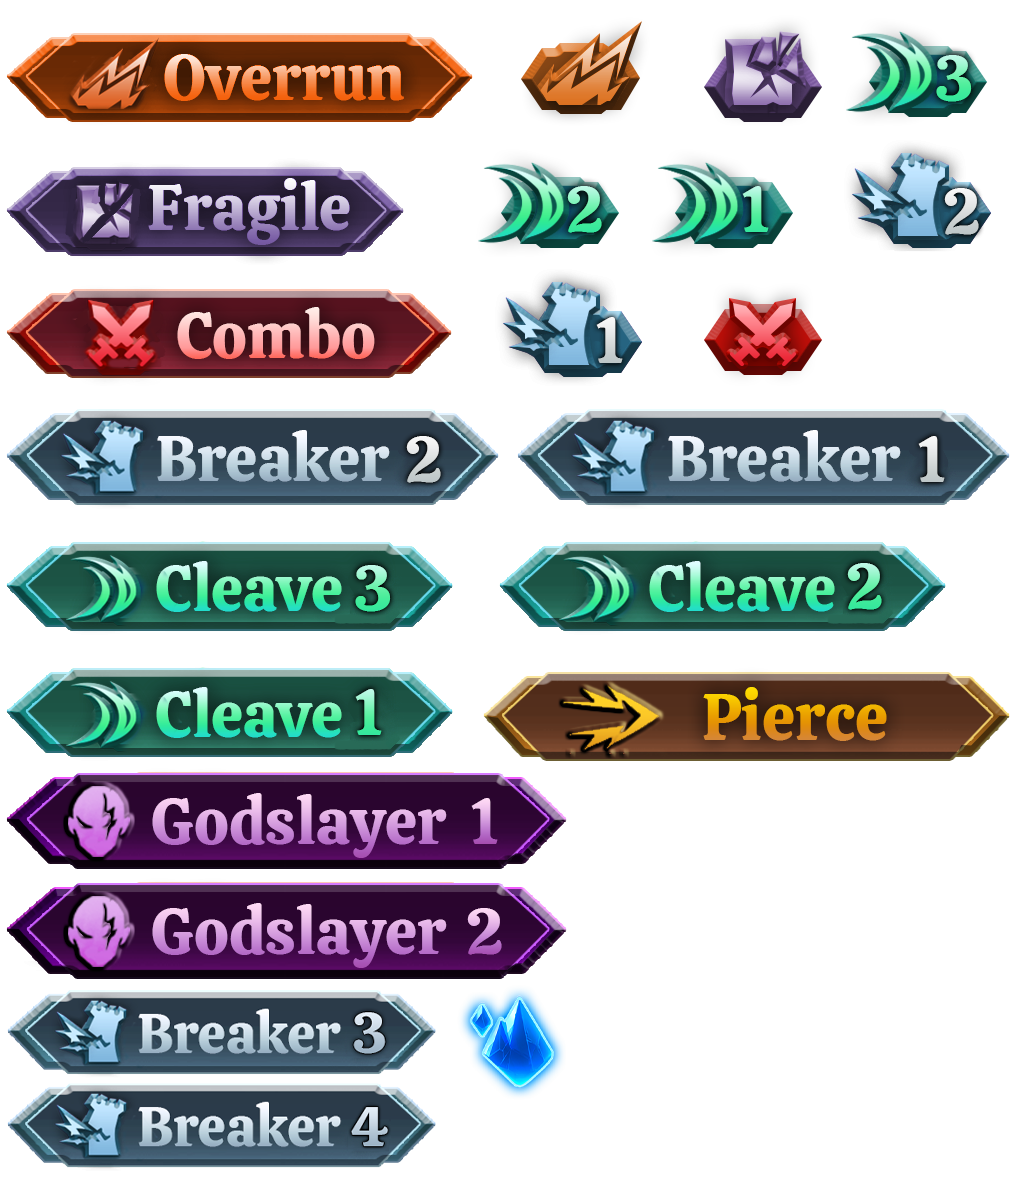 Overrun
3
Fragile
2
1
2
Combo
1
Breaker 2
Breaker 1
Cleave 3
Cleave 2
Cleave 1
Pierce
Godslayer 1
Godslayer 2
Breaker 3
Breaker 4